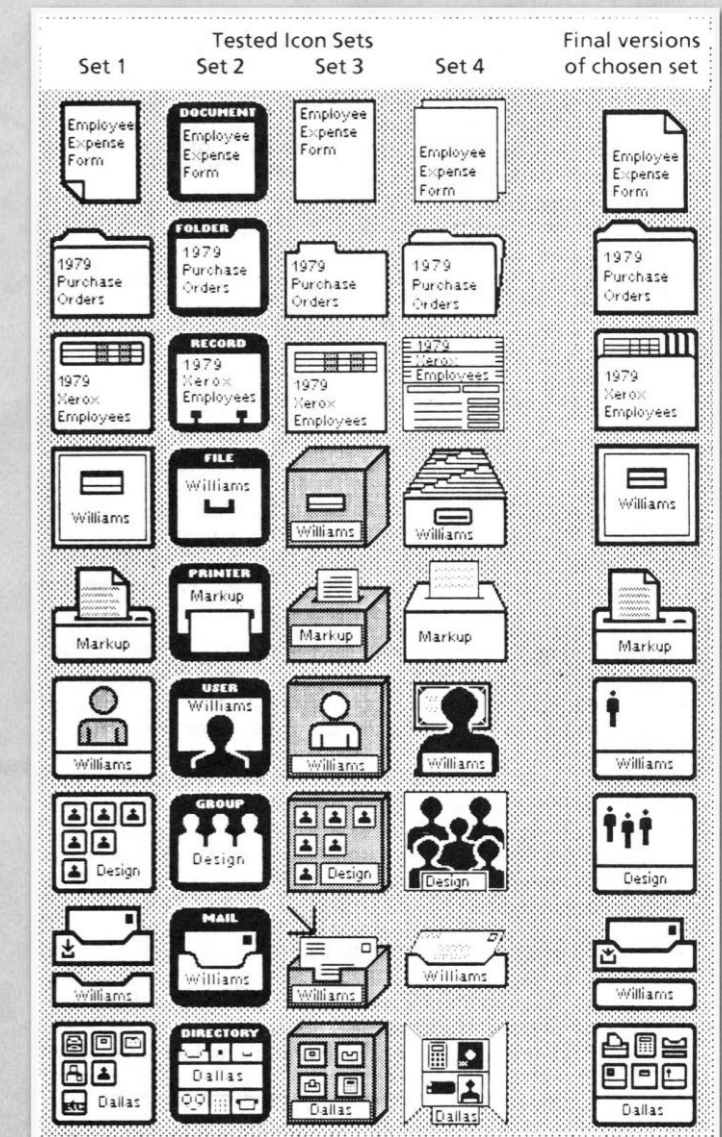 Tested Icon Sets
Final versions
of chosen set
Set 1
Set 2
Set 3
Set 4
Employee
Expense
Form
DOCUMENT
Employee
Expense
Form
Employee
Expense
Form
Employee
Expense
Form
Employee
Expense
Form
1979
Purchase
Orders
FOLDER
1979
Purchase
Orders
1979
Purchase
Orders
1979
Purchase
Orders
1979
Purchase
Orders
1979
Xerox
Employees
RECORD
1979
Xerox
Employees
1979
Xerox
Employees
1979
Xerox
Employees
1979
Xerox
Employees
Williams
FILE
Williams
Williams
Williams
Williams
Markup
PRINTER
Markup
Markup
Markup
Markup
Williams
USER
Williams
Williams
Williams
Williams
Design
GROUP
Design
Design
Design
Design
Williams
MAIL
Williams
Williams
Williams
Williams
etc
Dallas
DIRECTORY
Dallas
Dallas
Dallas
Dallas